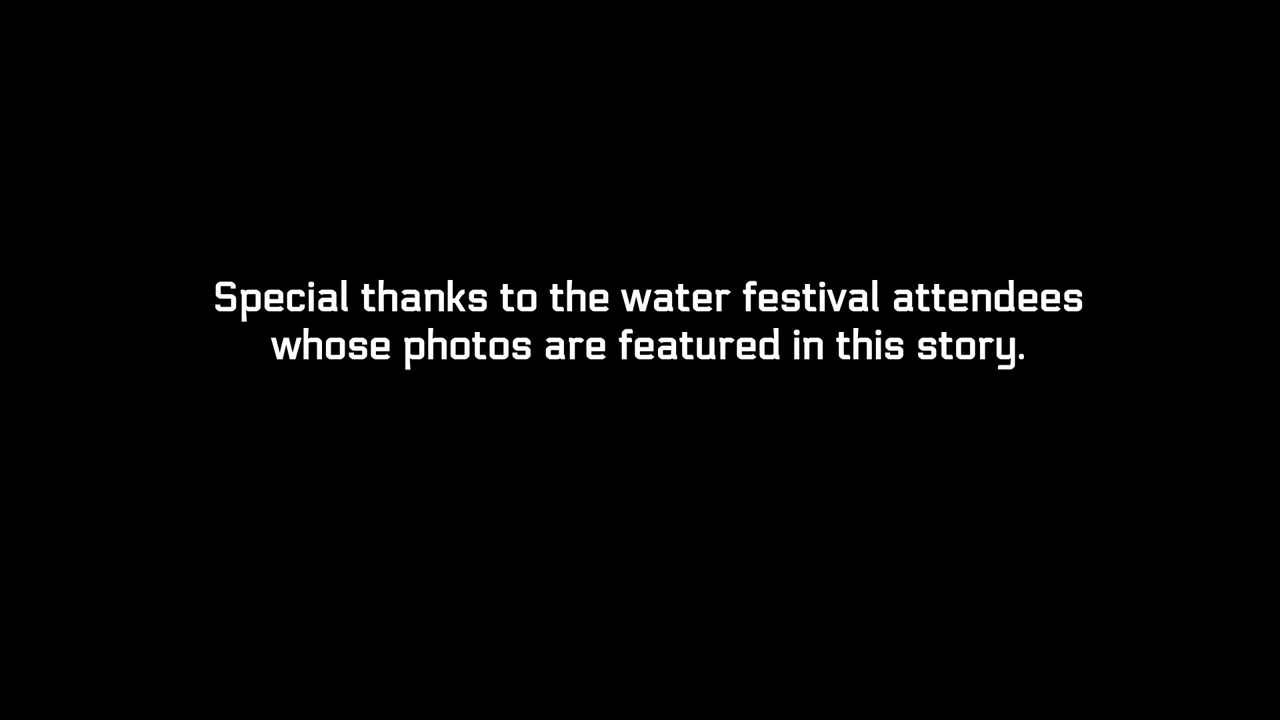 Special thanks to the water festival attendees
whose photos are featured in this story.